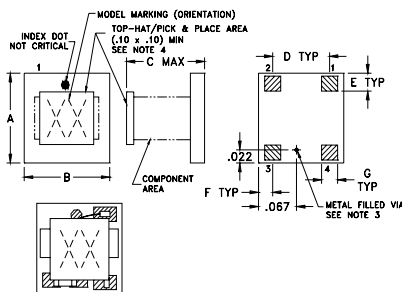 MODEL MARKING (ORIENTATION)
INDEX DOT
NOT CRITICAL
TOP-HAT/PICK & PLACE AREA
(.10 x .10) MIN
SEE NOTE 4
1
C MAX
D TYP
2
1
E TYP
A
B
XX
COMPONENT
AREA
.022
F TYP
3
4
G
TYP
.067
METAL FILLED VIA
SEE NOTE 3
XX